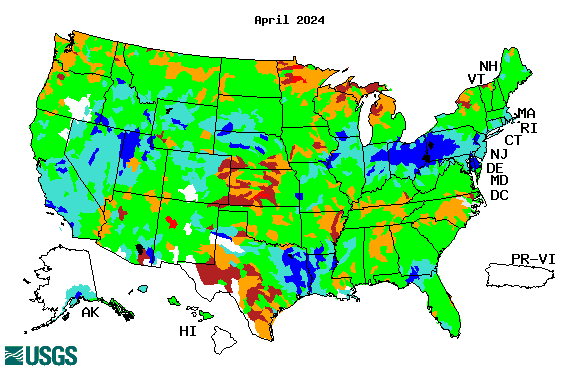 April 2024
NH
VT
MA
RI
CT
NJ
DE
MD
DC
PR-VI
AK
HI
USGS